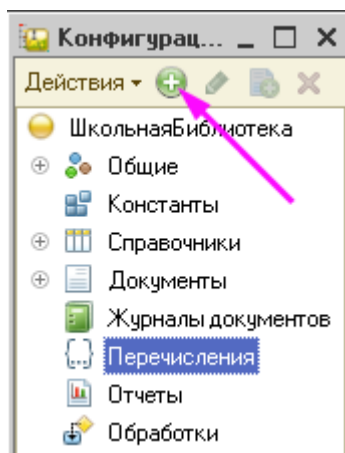 Конфигурац...
Действия
ШкольнаяБиблиотека
Общие
Константы
Справочники
Документы
Журналы документов
Перечисления
Отчеты
Обработки